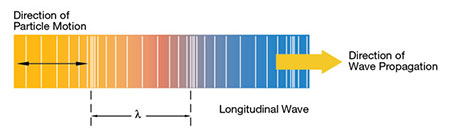 Direction of
Particle Motion
Direction of
Wave Propagation
λ
Longitudinal Wave